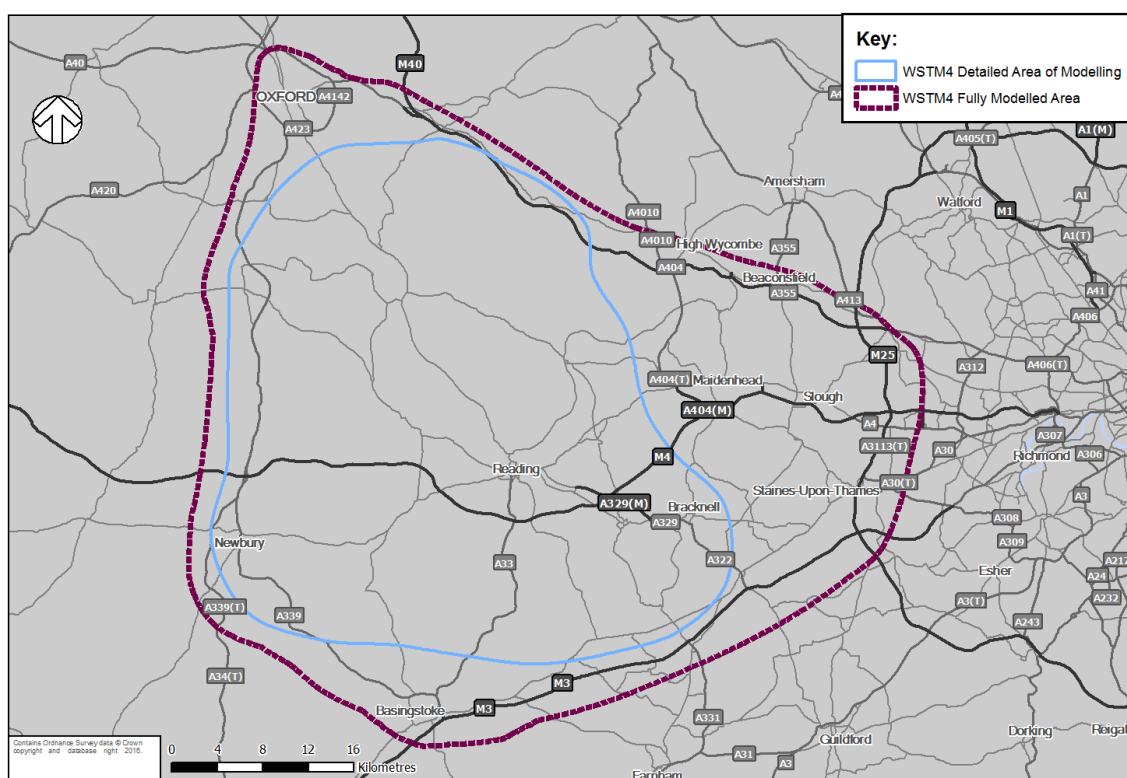 Key:
WSTM4 Detailed Area of Modelling
WSTM4 Fully Modelled Area
A40
M40
OXFORD
A4142
A423
A1(M)
A405(T)
A420
Amersham
A1
Watford
M1
A4010
A1(T)
A4010
High Wycombe
A355
A404
Beaconsfield
A355
A413
A41
A406
M25
A312
A406(T)
A404(T)
Maidenhead
Slough
A404(M)
A4
A307
A3113(T)
A30
Richmond
A306
M4
Reading
A30(T)
Staines-Upon-Thames
A3
A329(M)
Bracknell
A329
A308
A309
Newbury
A33
A322
Esher
A217
A24
A232
A339(T)
A339
A3(T)
A243
A34(T)
M3
M3
Basingstoke
A331
Guildford
Dorking
Reigat
A31
A3
Farnham
Contains Ordnance Survey data © Crown
copyright and database right 2016.
0 4 8 12 16
Kilometres